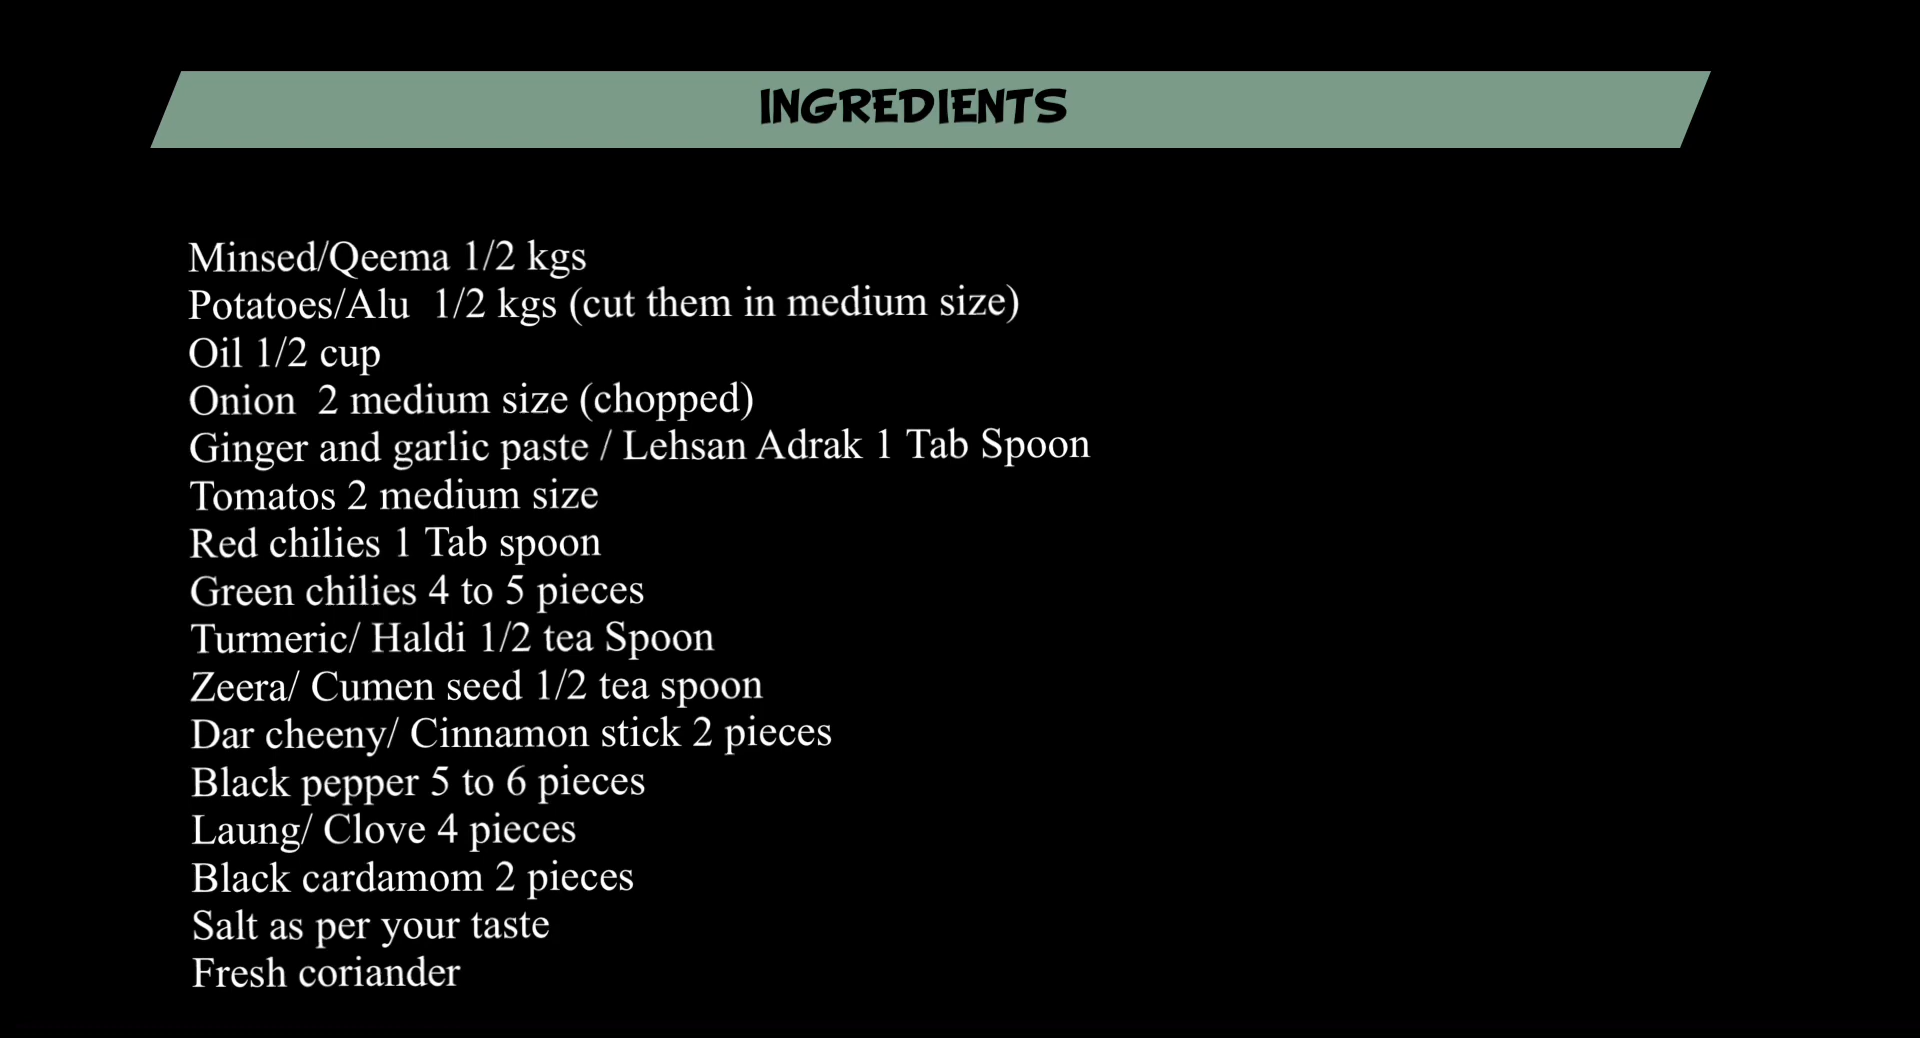 INGREDIENTS
Minsed/Qeema 1/2 kgs
Potatoes/Alu  1/2 kgs (cut them in medium size)
Oil 1/2 cup
Onion  2 medium size (chopped)
Ginger and garlic paste / Lehsan Adrak 1 Tab Spoon
Tomatos 2 medium size
Red chilies 1 Tab spoon
Green chilies 4 to 5 pieces
Turmeric/ Haldi 1/2 tea Spoon
Zeera/ Cumen seed 1/2 tea spoon
Dar cheeny/ Cinnamon stick 2 pieces
Black pepper 5 to 6 pieces
Laung/ Clove 4 pieces
Black cardamom 2 pieces
Salt as per your taste
Fresh coriander